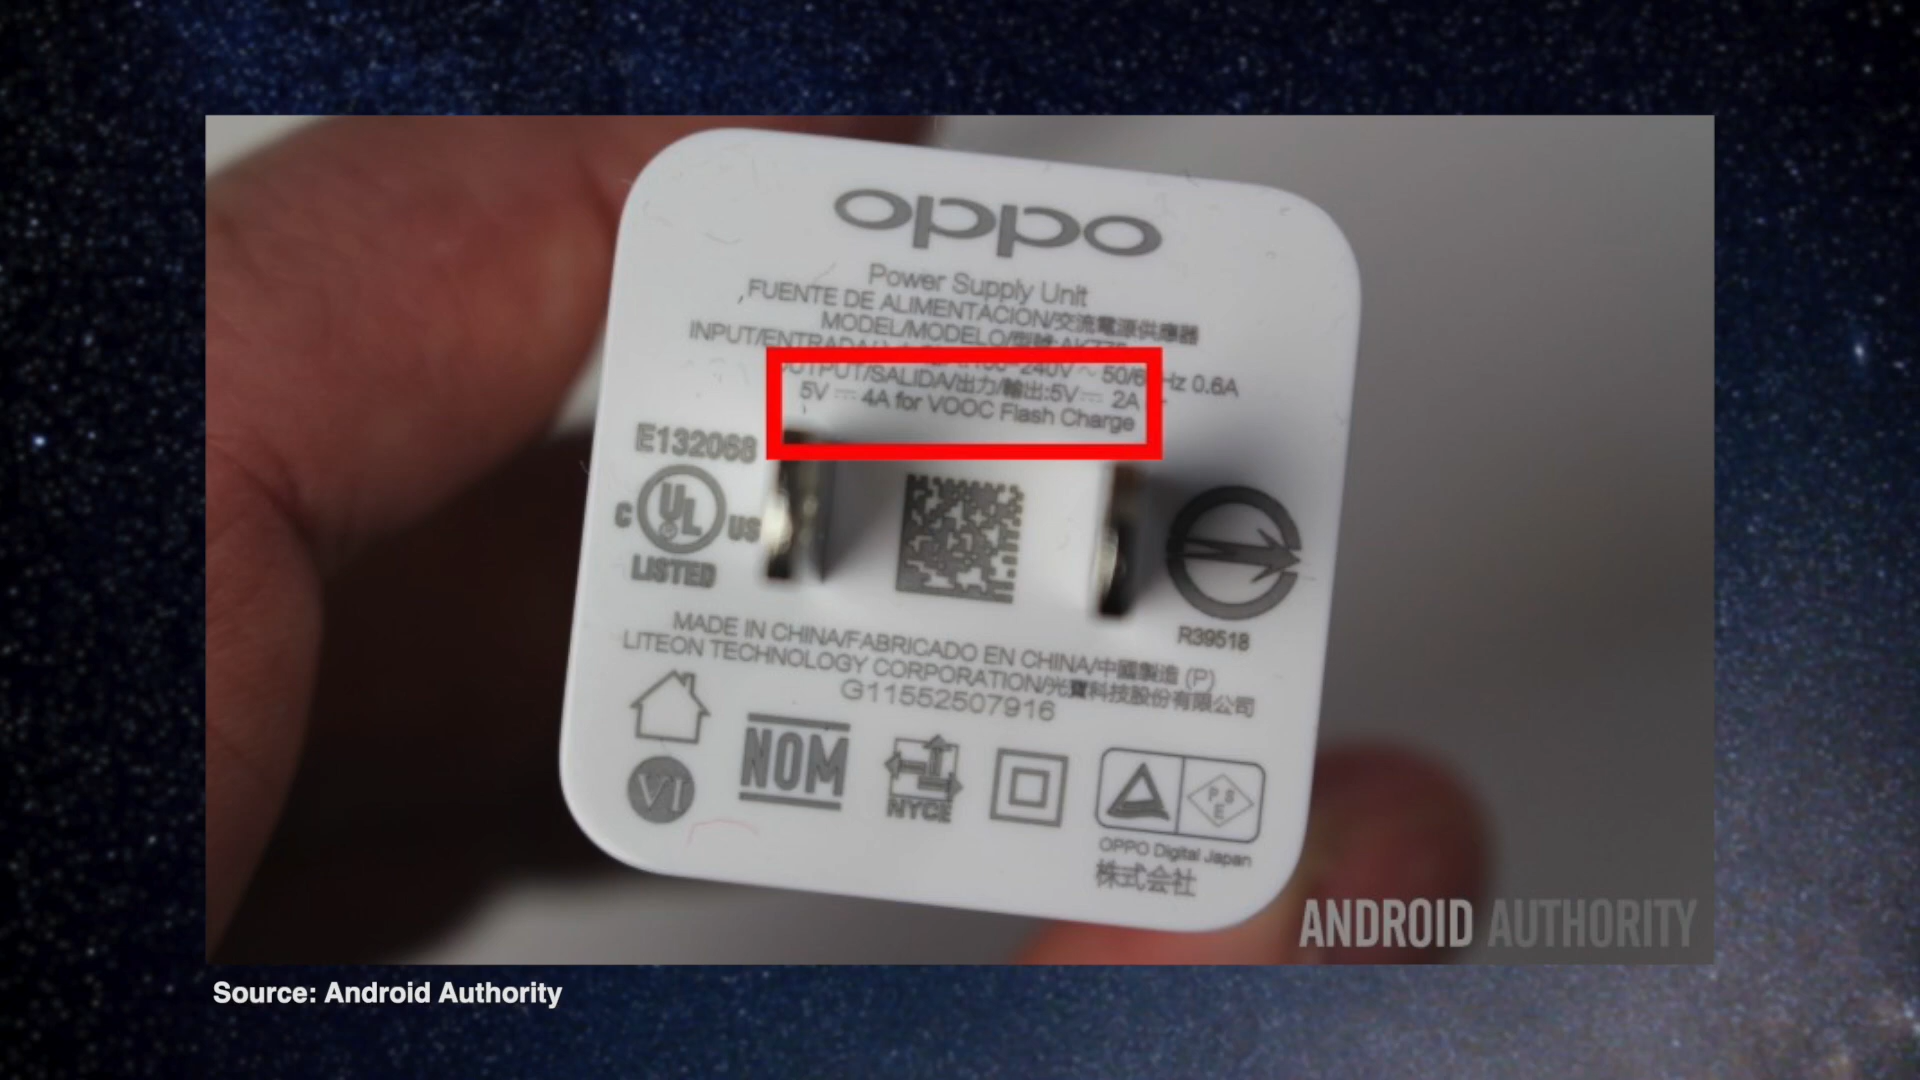 oppo
Power Supply Unit
FUENTE DE ALIMENTACION/交流電源供應器
MODEL/MODELO/型號:
INPUT/ENTRADA/ 240V ~ 50/60Hz 0.6A
OUTPUT/SALIDA/出力/輸出:5V⎓ 2A
5V ⎓ 4A for VOOC Flash Charge
E132068
C UL US
LISTED
R39518
MADE IN CHINA/FABRICADO EN CHINA/中國製造 (P)
LITEON TECHNOLOGY CORPORATION/光寶科技股份有限公司
G11552507916
VI
NOM
NYCE
PSE
OPPO Digital Japan
株式会社
ANDROID AUTHORITY
Source: Android Authority